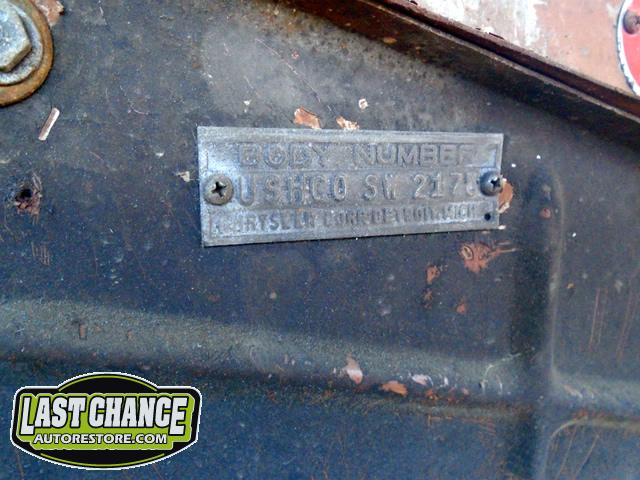 BODY NUMBER
USHCO SW 217
CHRYSLER CORP. DETROIT, MICH.
LAST CHANCE
AUTORESTORE.COM